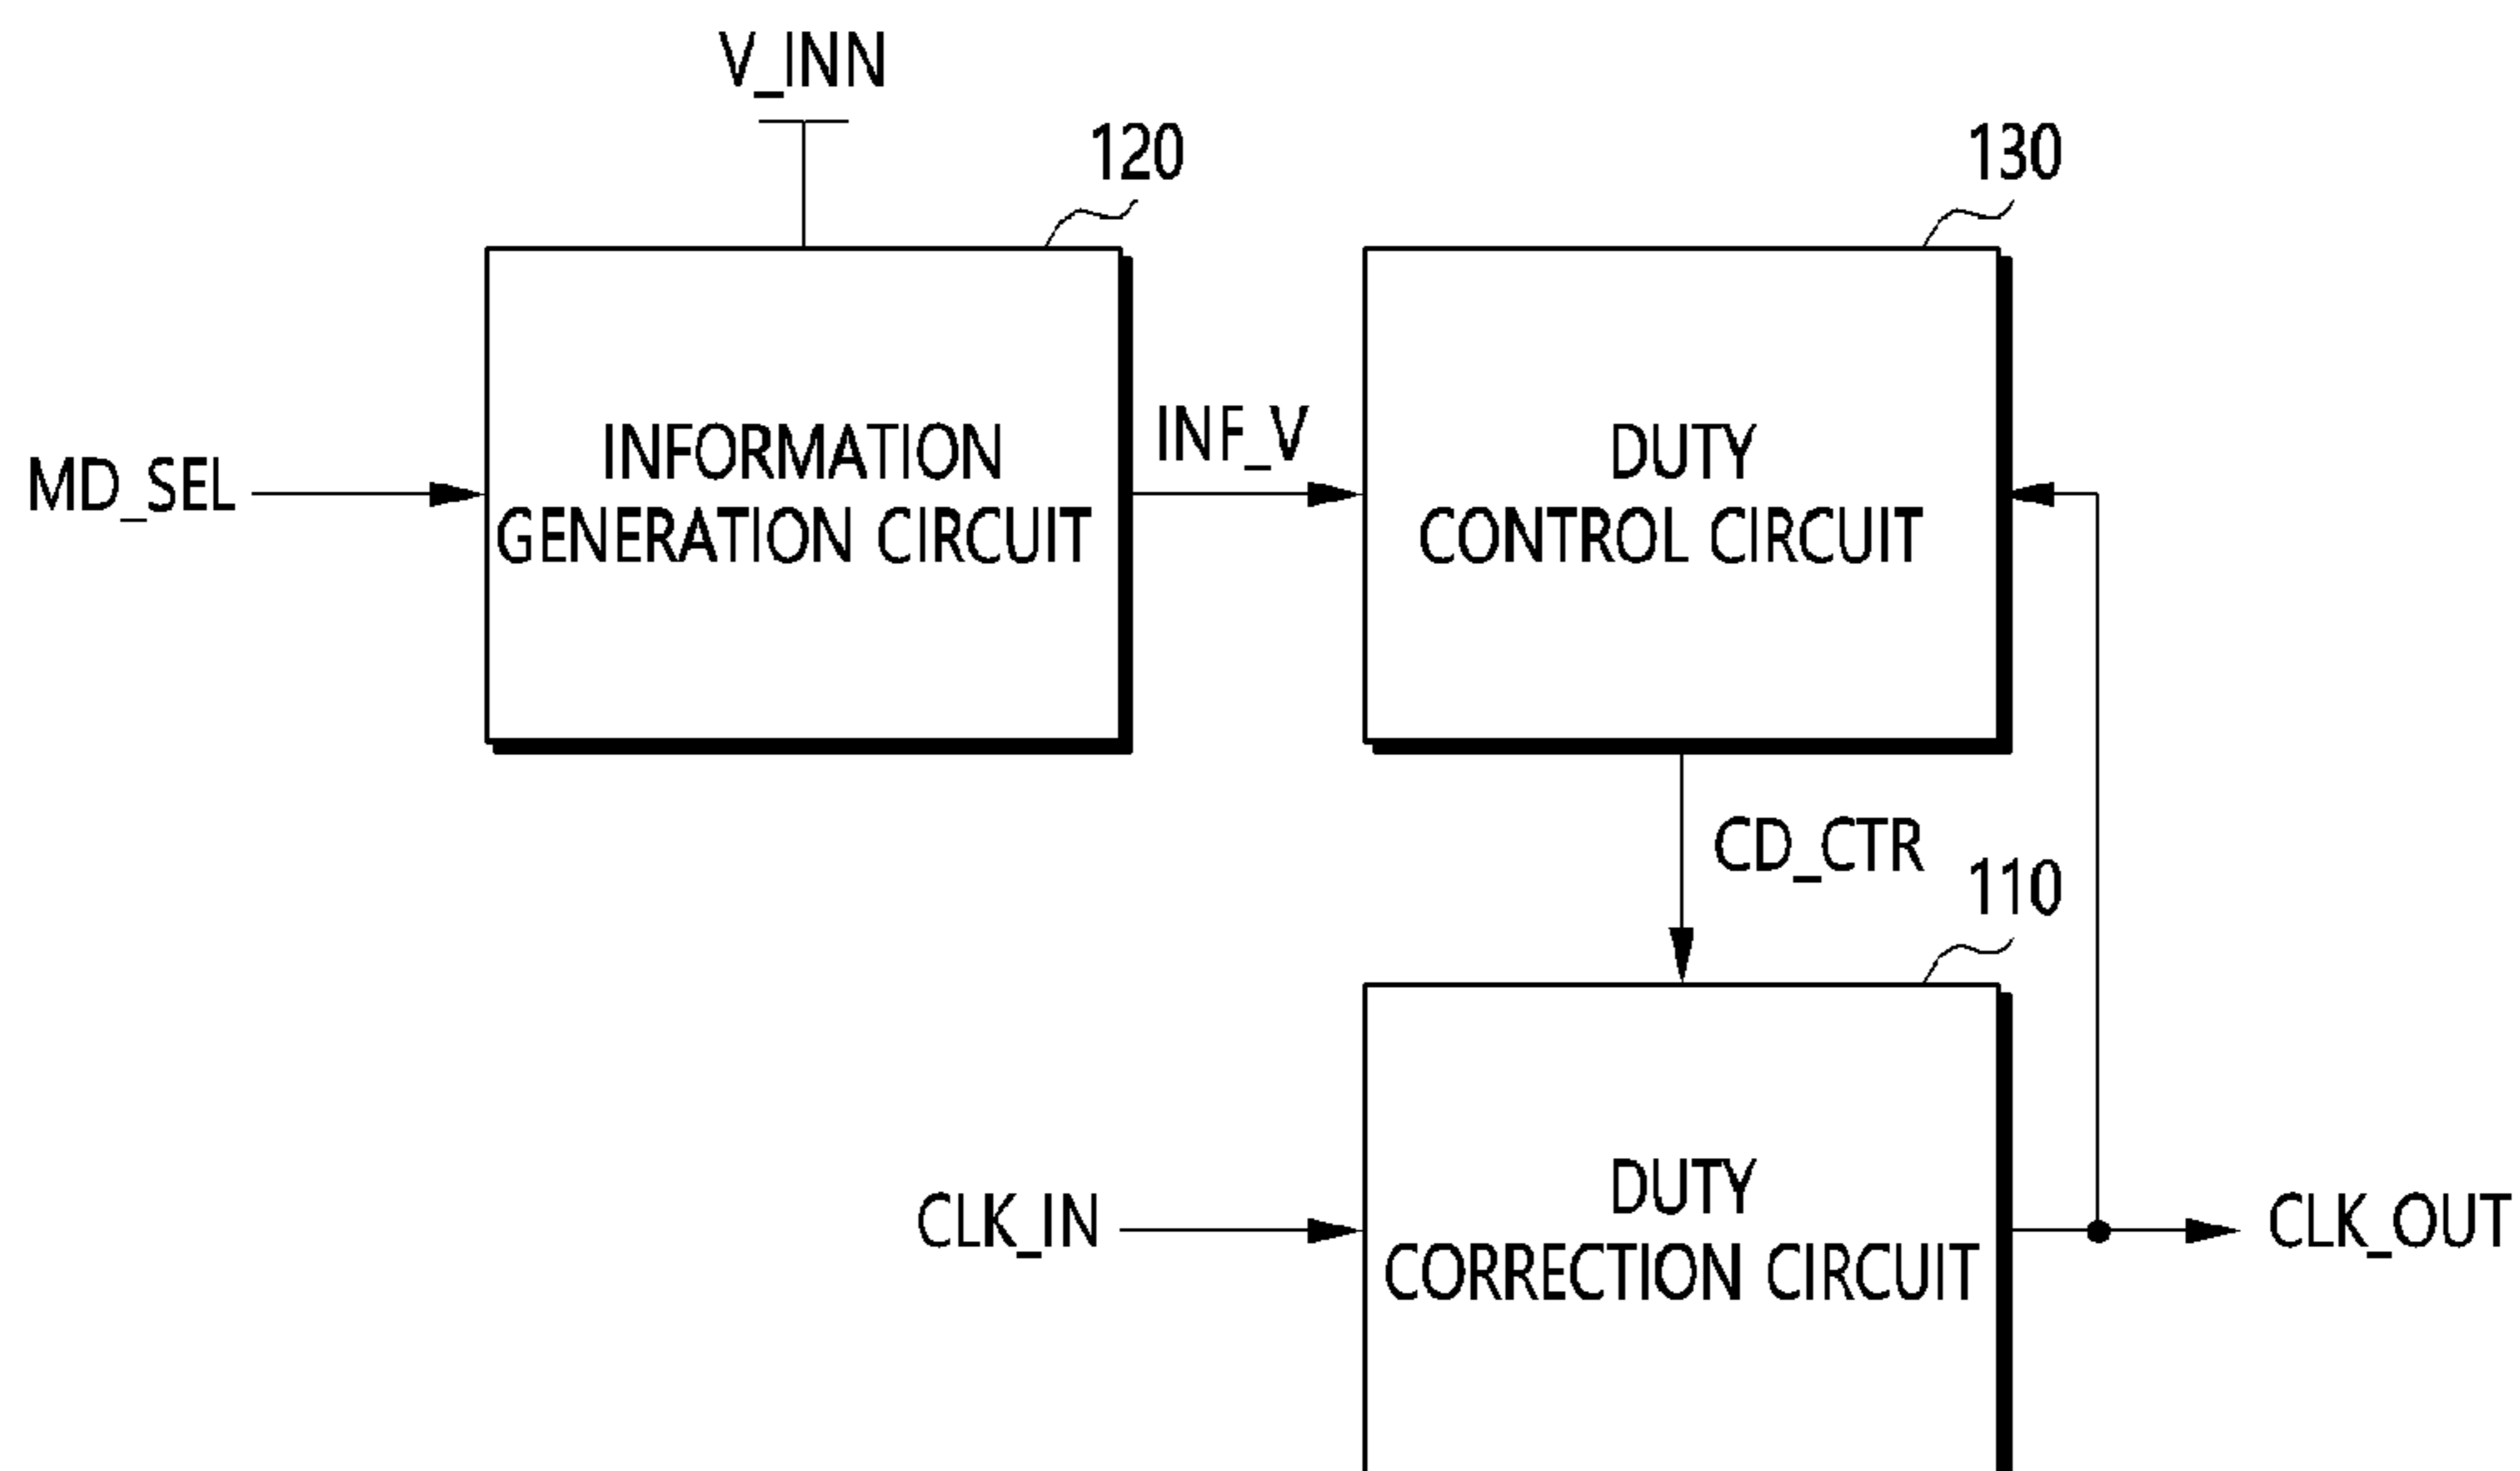 V_INN
120
130
INFORMATION
GENERATION CIRCUIT
MD_SEL
INF_V
DUTY
CONTROL CIRCUIT
CD_CTR
110
CLK_IN
DUTY
CORRECTION CIRCUIT
CLK_OUT